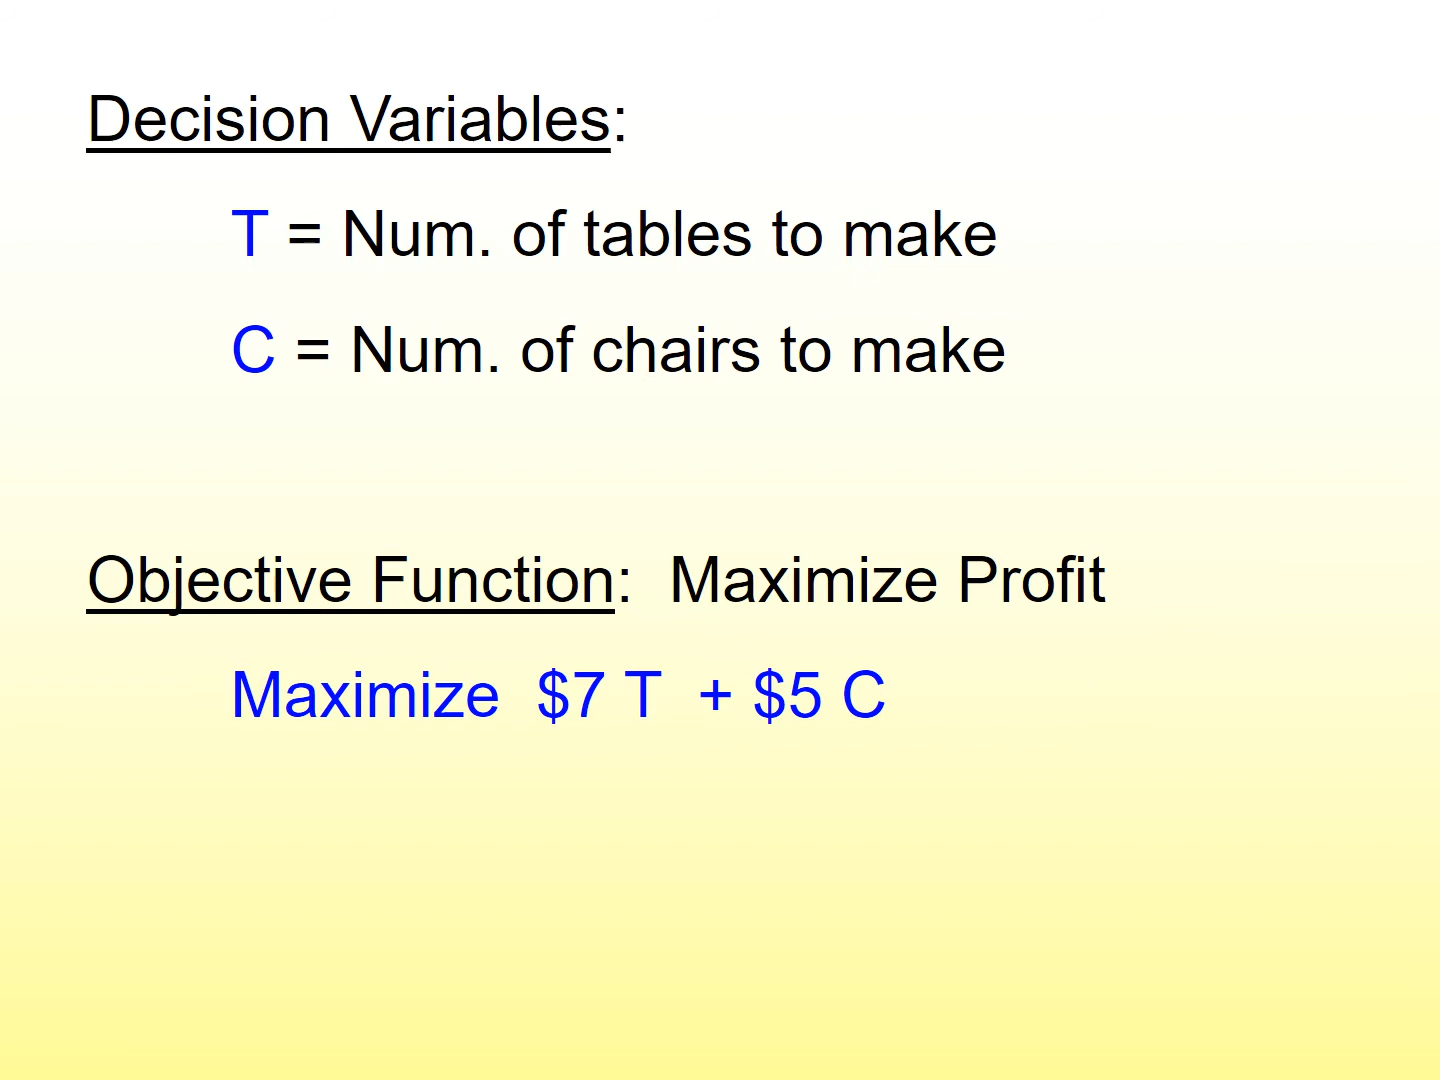 Decision Variables:
T = Num. of tables to make
C = Num. of chairs to make
Objective Function:  Maximize Profit
Maximize  $7 T  + $5 C